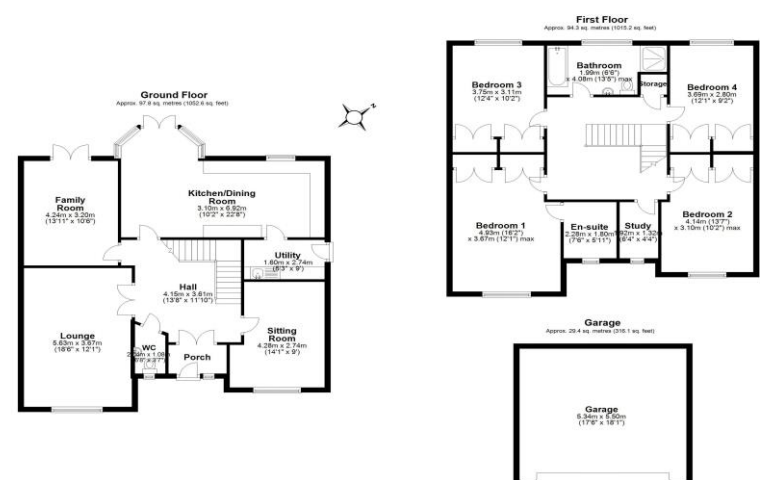 Ground Floor
Approx. 97.8 sq. metres (1052.6 sq. feet)
Family
Room
4.24m x 3.20m
(13'11" x 10'6")
Kitchen/Dining
Room
3.10m x 6.92m
(10'2" x 22'8")
Utility
1.60m x 2.74m
(5'3" x 9')
Hall
4.15m x 3.61m
(13'8" x 11'10")
Lounge
5.63m x 3.67m
(18'6" x 12'1")
WC
Porch
Sitting
Room
4.28m x 2.74m
(14'1" x 9')
N
First Floor
Approx. 94.3 sq. metres (1015.2 sq. feet)
Bedroom 3
3.75m x 3.11m
(12'4" x 10'2")
Bathroom
1.99m (6'6")
x 4.08m (13'5") max
Storage
Bedroom 4
3.69m x 2.80m
(12'1" x 9'2")
Bedroom 1
4.93m (16'2")
x 3.67m (12'1") max
En-suite
2.28m x 1.80m
(7'6" x 5'11")
Study
1.92m x 1.32m
(6'4" x 4'4")
Bedroom 2
4.14m (13'7")
x 3.10m (10'2") max
Garage
Approx. 29.4 sq. metres (316.1 sq. feet)
Garage
5.34m x 5.50m
(17'6" x 18'1")